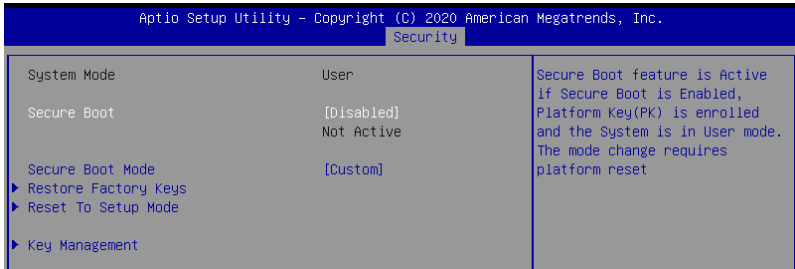 Aptio Setup Utility – Copyright (C) 2020 American Megatrends, Inc.
Security
System Mode User
Secure Boot [Disabled]
Not Active
Secure Boot Mode [Custom]
Restore Factory Keys
Reset To Setup Mode
Key Management
Secure Boot feature is Active
if Secure Boot is Enabled,
Platform Key(PK) is enrolled
and the System is in User mode.
The mode change requires
platform reset